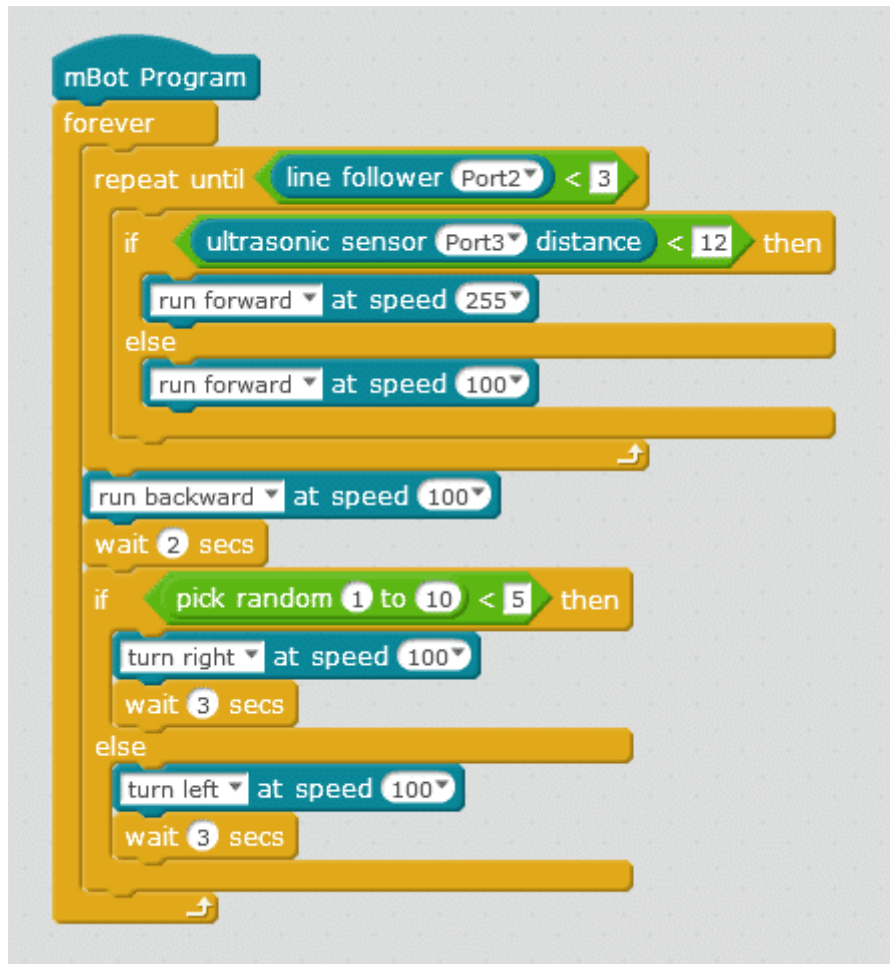 mBot Program
forever
repeat until line follower Port2 < 3
if ultrasonic sensor Port3 distance < 12 then
run forward at speed 255
else
run forward at speed 100
run backward at speed 100
wait 2 secs
if pick random 1 to 10 < 5 then
turn right at speed 100
wait 3 secs
else
turn left at speed 100
wait 3 secs